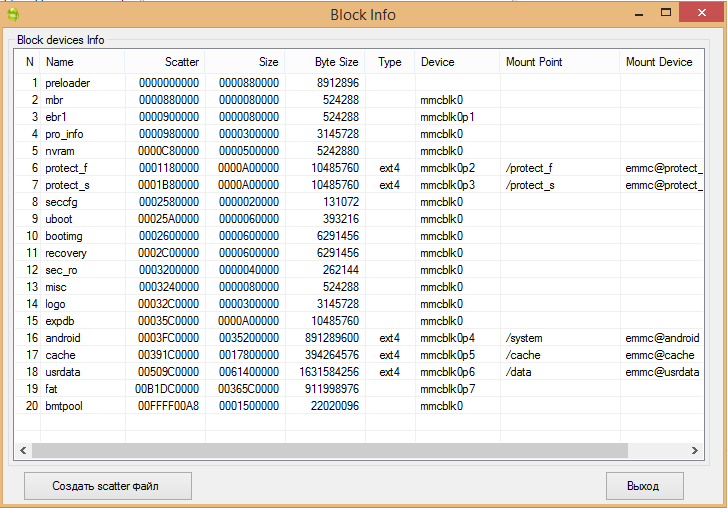 Block Info
Block devices Info
N Name Scatter Size Byte Size Type Device Mount Point Mount Device
1 preloader 0000000000 0000880000 8912896
2 mbr 0000880000 0000080000 524288 mmcblk0
3 ebr1 0000900000 0000080000 524288 mmcblk0p1
4 pro_info 0000980000 0000300000 3145728 mmcblk0
5 nvram 0000C80000 0000500000 5242880 mmcblk0
6 protect_f 0001180000 0000A00000 10485760 ext4 mmcblk0p2 /protect_f emmc@protect_
7 protect_s 0001B80000 0000A00000 10485760 ext4 mmcblk0p3 /protect_s emmc@protect_
8 seccfg 0002580000 0000020000 131072 mmcblk0
9 uboot 00025A0000 0000060000 393216 mmcblk0
10 bootimg 0002600000 0000600000 6291456 mmcblk0
11 recovery 0002C00000 0000600000 6291456 mmcblk0
12 sec_ro 0003200000 0000040000 262144 mmcblk0
13 misc 0003240000 0000080000 524288 mmcblk0
14 logo 00032C0000 0000300000 3145728 mmcblk0
15 expdb 00035C0000 0000A00000 10485760 mmcblk0
16 android 0003FC0000 0035200000 891289600 ext4 mmcblk0p4 /system emmc@android
17 cache 00391C0000 0017800000 394264576 ext4 mmcblk0p5 /cache emmc@cache
18 usrdata 00509C0000 0061400000 1631584256 ext4 mmcblk0p6 /data emmc@usrdata
19 fat 00B1DC0000 00365C0000 911998976 mmcblk0p7
20 bmtpool 00FFFF00A8 0001500000 22020096 mmcblk0
Создать scatter файл Выход